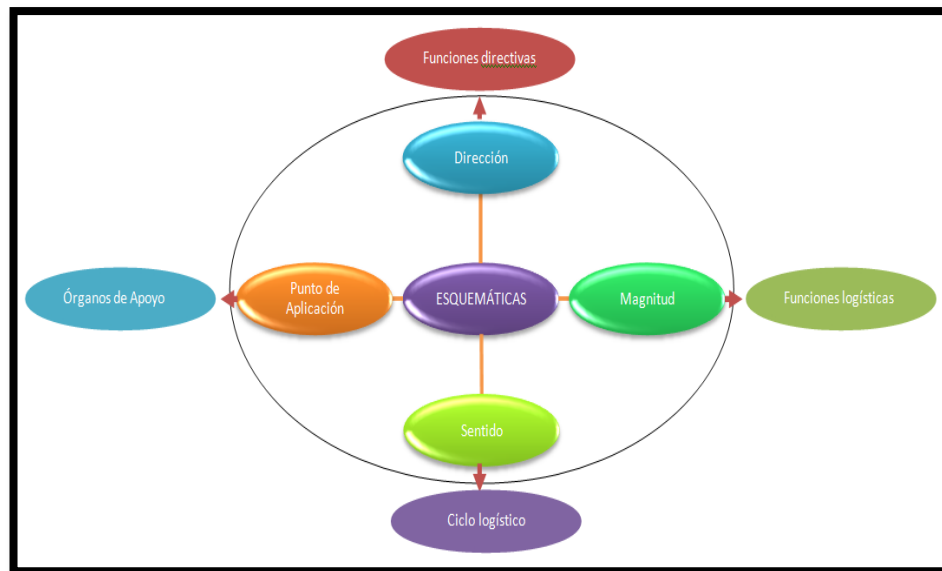 Funciones directivas
Dirección
Órganos de Apoyo
Punto de
Aplicación
ESQUEMÁTICAS
Magnitud
Funciones logísticas
Sentido
Ciclo logístico